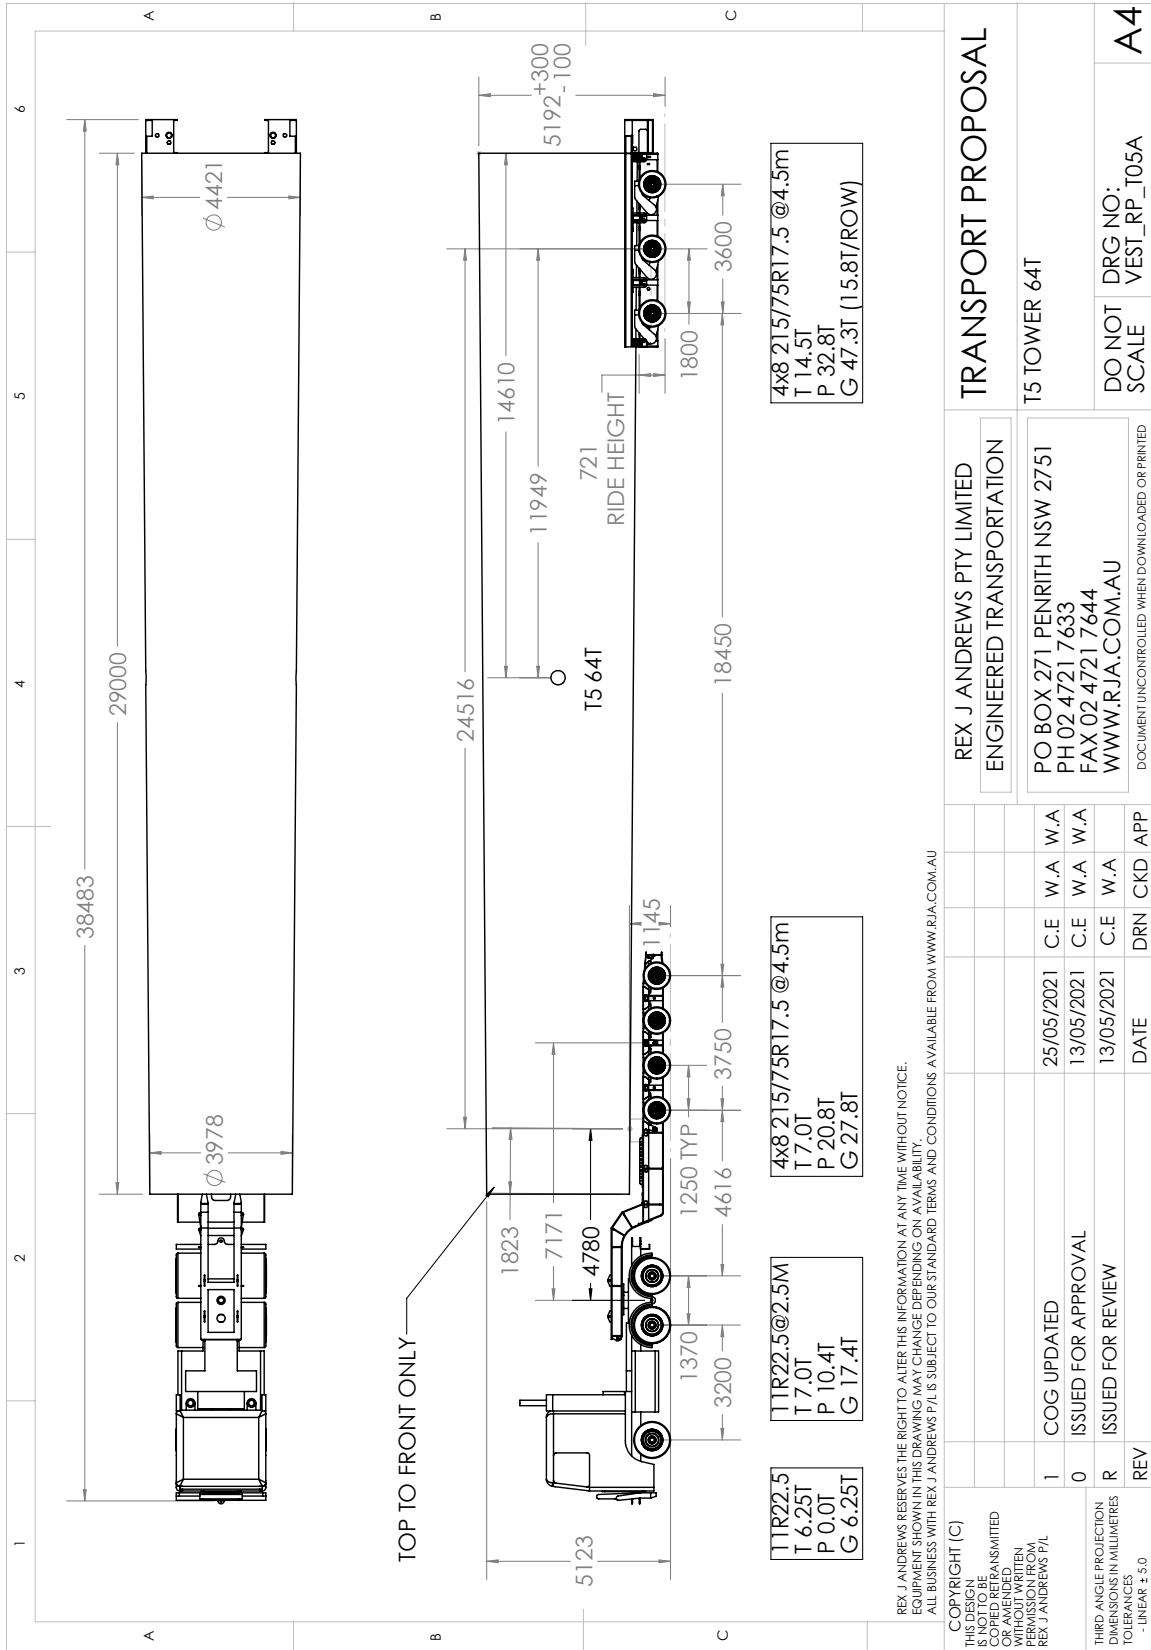 1
2
3
4
5
6
A
B
C
A
B
C
38483
29000
∅ 4421
∅ 3978
TOP TO FRONT ONLY
24516
14610
11949
5192 +300 -100
721
RIDE HEIGHT
T5 64T
1823
7171
4780
1145
5123
3200
1370
4616
1250 TYP
3750
18450
1800
3600
11R22.5
T 6.25T
P 0.0T
G 6.25T
11R22.5@2.5M
T 7.0T
P 10.4T
G 17.4T
4x8 215/75R17.5 @4.5m
T 7.0T
P 20.8T
G 27.8T
4x8 215/75R17.5 @4.5m
T 14.5T
P 32.8T
G 47.3T (15.8T/ROW)
REX J ANDREWS RESERVES THE RIGHT TO ALTER THIS INFORMATION AT ANY TIME WITHOUT NOTICE.
EQUIPMENT SHOWN IN THIS DRAWING MAY CHANGE DEPENDING ON AVAILABILITY.
ALL BUSINESS WITH REX J ANDREWS P/L IS SUBJECT TO OUR STANDARD TERMS AND CONDITIONS AVAILABLE FROM WWW.RJA.COM.AU
COPYRIGHT (C)
THIS DESIGN
IS NOT TO BE
COPIED RETRANSMITTED
OR AMENDED
WITHOUT WRITTEN
PERMISSION FROM
REX J ANDREWS P/L
THIRD ANGLE PROJECTION
DIMENSIONS IN MILLIMETRES
TOLERANCES
- LINEAR ± 5.0
1 COG UPDATED 25/05/2021 C.E W.A W.A
0 ISSUED FOR APPROVAL 13/05/2021 C.E W.A W.A
R ISSUED FOR REVIEW 13/05/2021 C.E W.A
REV DATE DRN CKD APP
REX J ANDREWS PTY LIMITED
ENGINEERED TRANSPORTATION
PO BOX 271 PENRITH NSW 2751
PH 02 4721 7633
FAX 02 4721 7644
WWW.RJA.COM.AU
DOCUMENT UNCONTROLLED WHEN DOWNLOADED OR PRINTED
TRANSPORT PROPOSAL
T5 TOWER 64T
DO NOT
SCALE
DRG NO:
VEST_RP_T05A
A4